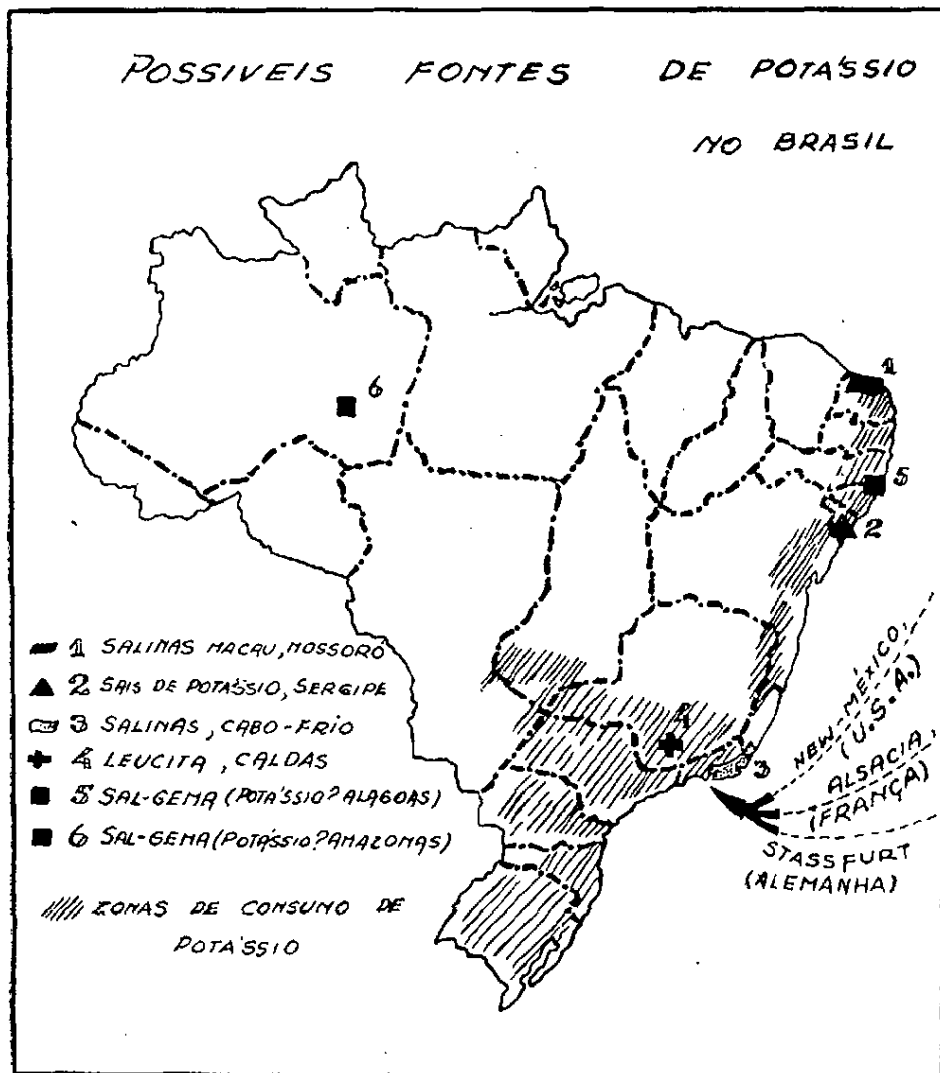 POSSIVEIS FONTES DE POTÁSSIO
NO BRASIL
6
1
5
2
4
3
1 SALINAS MACAU, MOSSORÓ
2 SAIS DE POTÁSSIO, SERGIPE
3 SALINAS, CABO-FRIO
4 LEUCITA, CALDAS
5 SAL-GEMA (POTÁSSIO? ALAGOAS)
6 SAL-GEMA (POTÁSSIO? AMAZONAS)
ZONAS DE CONSUMO DE
POTÁSSIO
NEW-MÉXICO,
(U.S.A.)
ALSACIA,
(FRANÇA)
STASSFURT
(ALEMANHA)